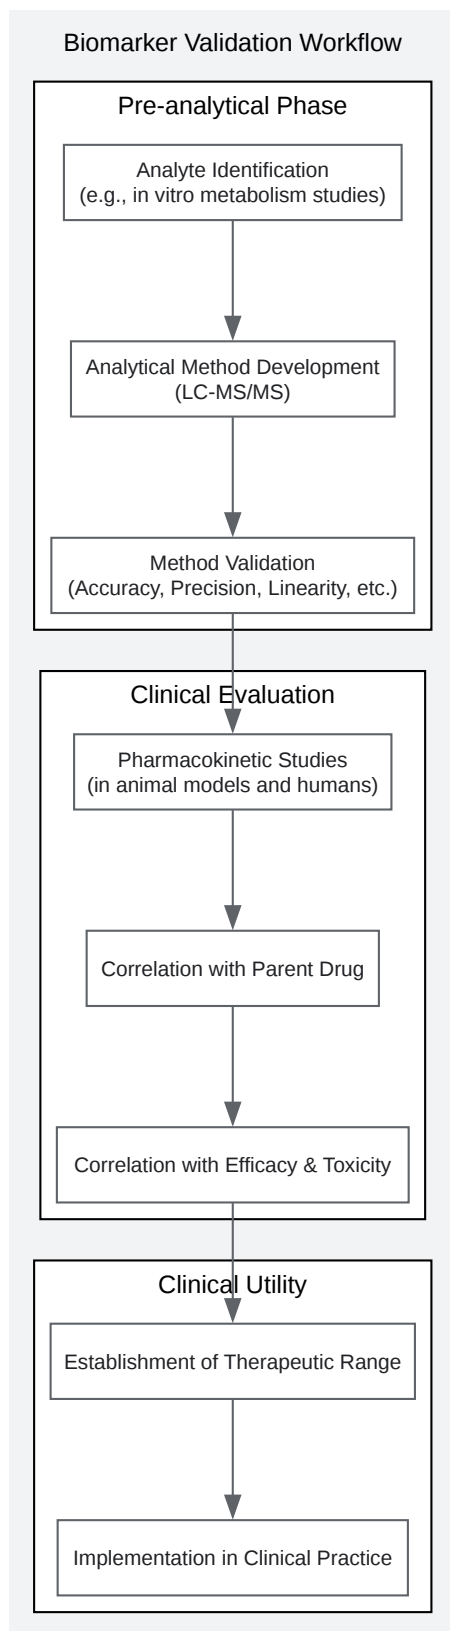 Biomarker Validation Workflow
Pre-analytical Phase
Analyte Identification
(e.g., in vitro metabolism studies)
Analytical Method Development
(LC-MS/MS)
Method Validation
(Accuracy, Precision, Linearity, etc.)
Clinical Evaluation
Pharmacokinetic Studies
(in animal models and humans)
Correlation with Parent Drug
Correlation with Efficacy & Toxicity
Clinical Utility
Establishment of Therapeutic Range
Implementation in Clinical Practice